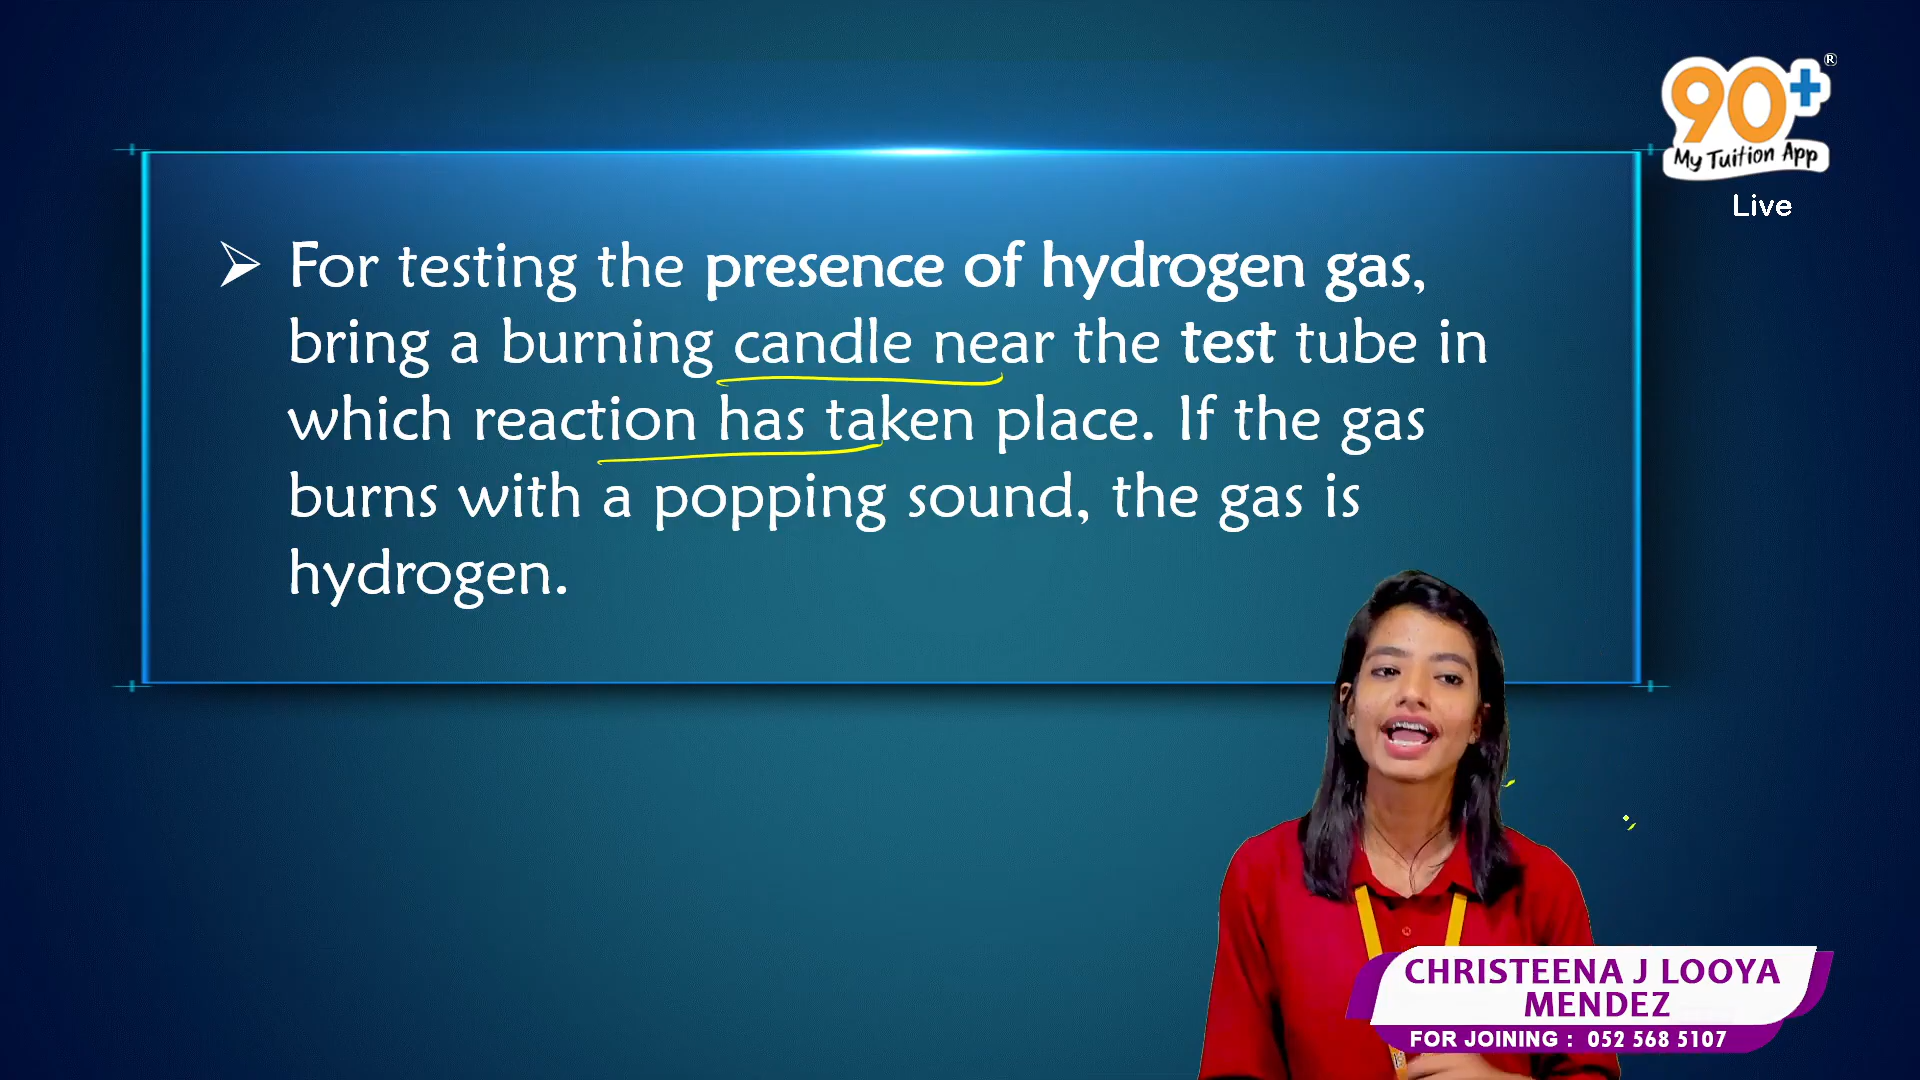 90+
®
My Tuition App
Live
➢ For testing the presence of hydrogen gas,
bring a burning candle near the test tube in
which reaction has taken place. If the gas
burns with a popping sound, the gas is
hydrogen.
CHRISTEENA J LOOYA
MENDEZ
FOR JOINING : 052 568 5107